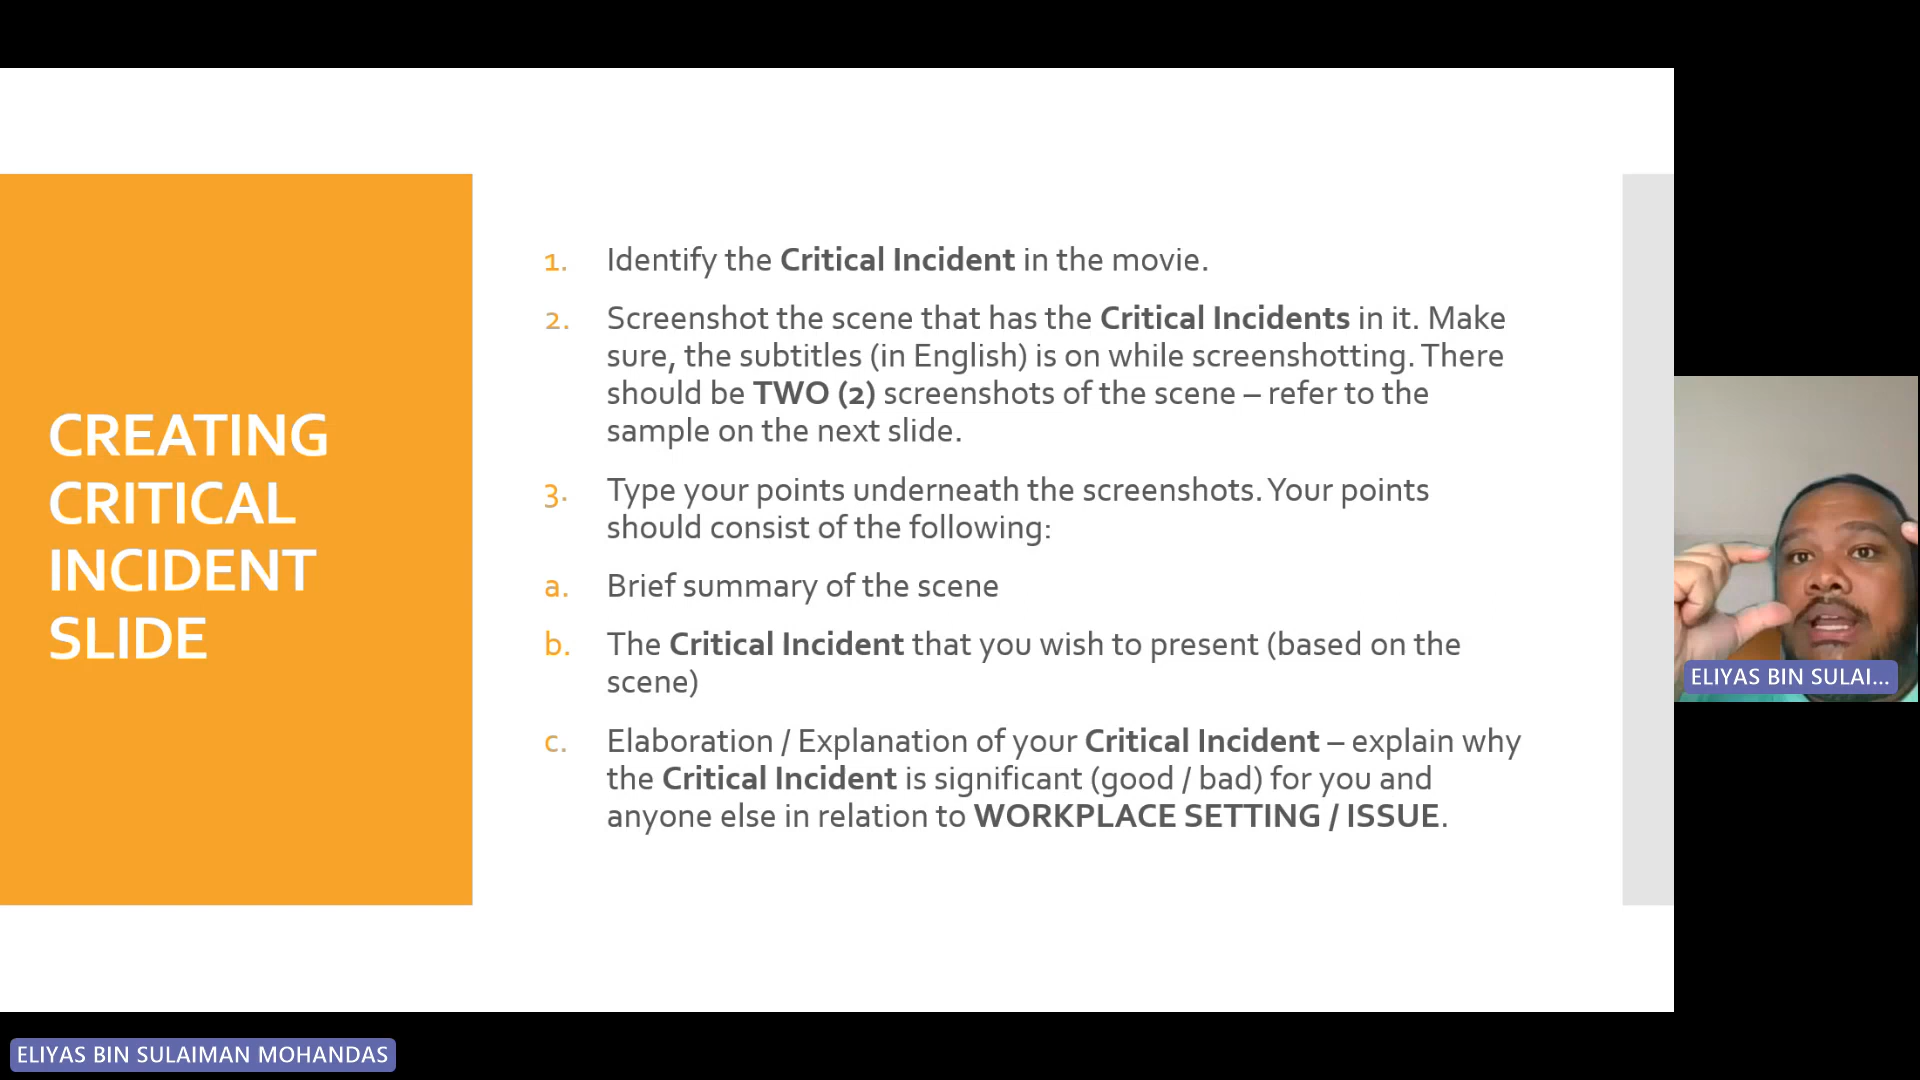 CREATING
CRITICAL
INCIDENT
SLIDE
1. Identify the Critical Incident in the movie.
2. Screenshot the scene that has the Critical Incidents in it. Make
sure, the subtitles (in English) is on while screenshotting. There
should be TWO (2) screenshots of the scene – refer to the
sample on the next slide.
3. Type your points underneath the screenshots. Your points
should consist of the following:
a. Brief summary of the scene
b. The Critical Incident that you wish to present (based on the
scene)
c. Elaboration / Explanation of your Critical Incident – explain why
the Critical Incident is significant (good / bad) for you and
anyone else in relation to WORKPLACE SETTING / ISSUE.
ELIYAS BIN SULAI...
ELIYAS BIN SULAIMAN MOHANDAS